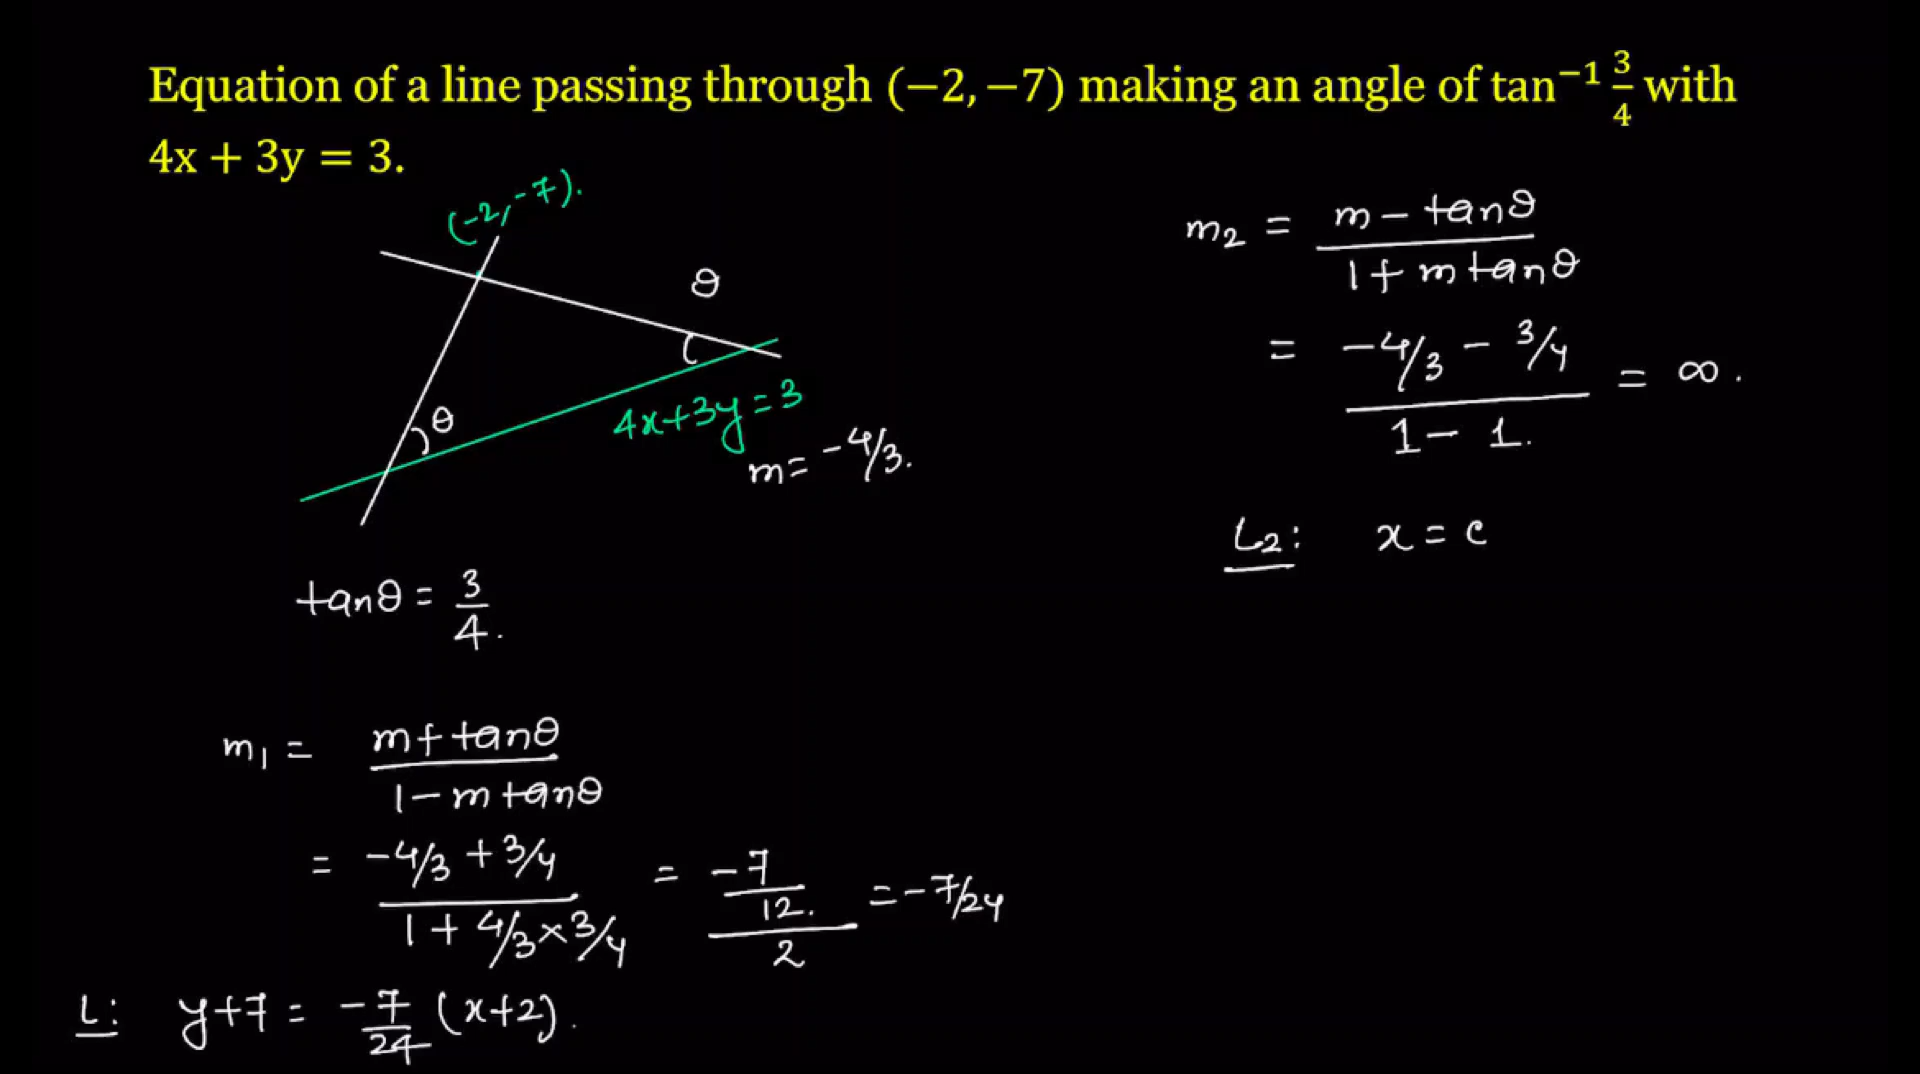 Equation of a line passing through (−2, −7) making an angle of tan⁻¹ 3/4 with
4x + 3y = 3.
(-2, -7).
θ
θ
4x+3y=3
m = -4/3.
tanθ = 3/4.
m₁ = (m + tanθ)/(1 - m tanθ)
= (-4/3 + 3/4)/(1 + 4/3 × 3/4) = (-7/12.)/2 = -7/24
L: y+7 = -7/24 (x+2).
m₂ = (m - tanθ)/(1 + m tanθ)
= (-4/3 - 3/4)/(1 - 1.) = ∞.
L₂: x = c